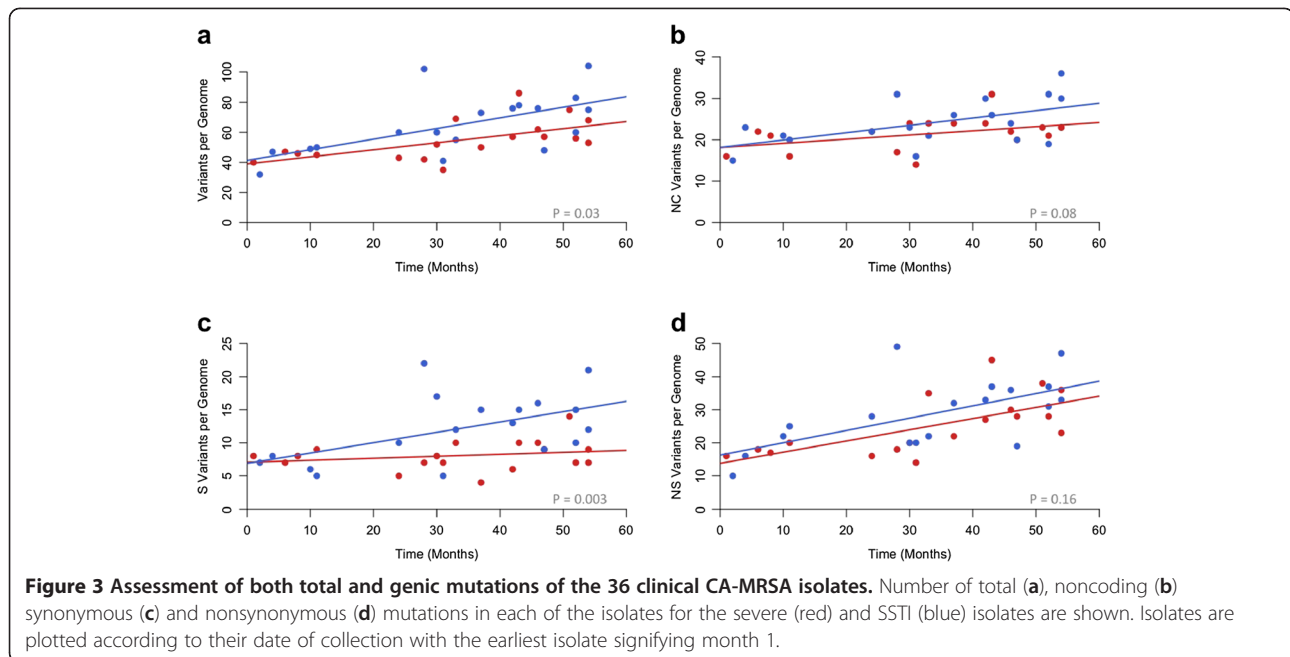 a
Variants per Genome
100
80
60
40
20
0
0 10 20 30 40 50 60
P = 0.03
Time (Months)
b
NC Variants per Genome
40
30
20
10
0
0 10 20 30 40 50 60
P = 0.08
Time (Months)
c
S Variants per Genome
25
20
15
10
5
0
0 10 20 30 40 50 60
P = 0.003
Time (Months)
d
NS Variants per Genome
50
40
30
20
10
0
0 10 20 30 40 50 60
P = 0.16
Time (Months)
Figure 3 Assessment of both total and genic mutations of the 36 clinical CA-MRSA isolates. Number of total (a), noncoding (b)
synonymous (c) and nonsynonymous (d) mutations in each of the isolates for the severe (red) and SSTI (blue) isolates are shown. Isolates are
plotted according to their date of collection with the earliest isolate signifying month 1.